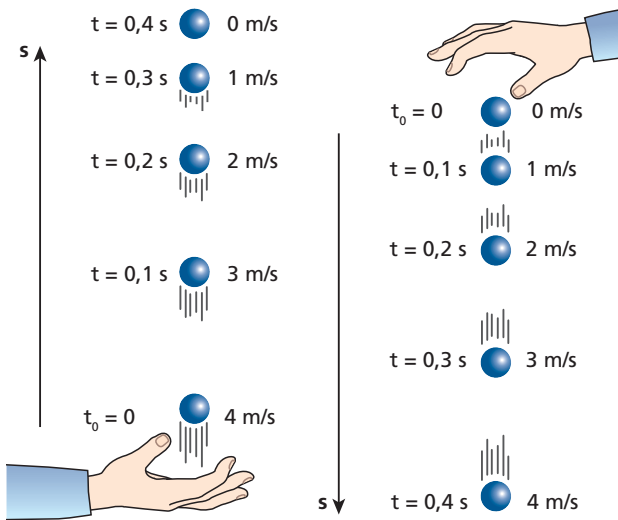 t = 0,4 s 0 m/s
s
t = 0,3 s 1 m/s
t = 0,2 s 2 m/s
t = 0,1 s 3 m/s
t₀ = 0 4 m/s
t₀ = 0 0 m/s
t = 0,1 s 1 m/s
t = 0,2 s 2 m/s
t = 0,3 s 3 m/s
s
t = 0,4 s 4 m/s